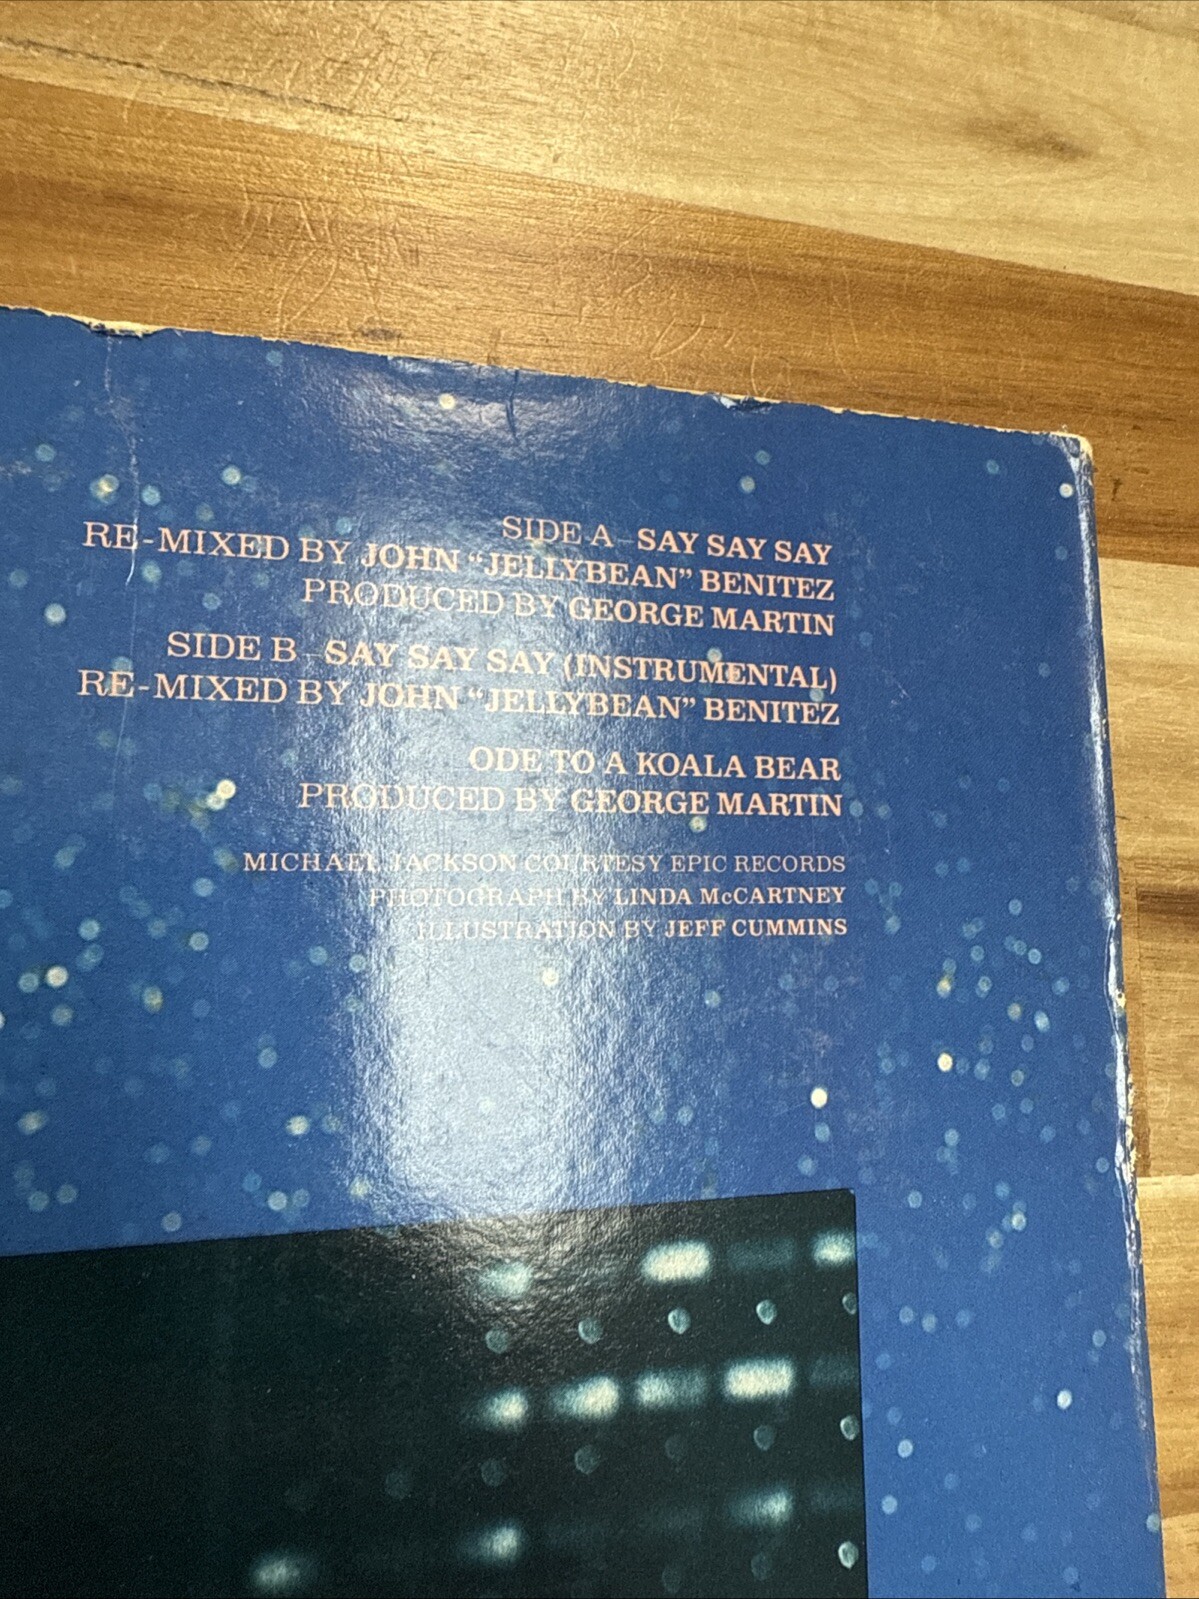 SIDE A - SAY SAY SAY
RE-MIXED BY JOHN “JELLYBEAN” BENITEZ
PRODUCED BY GEORGE MARTIN
SIDE B - SAY SAY SAY (INSTRUMENTAL)
RE-MIXED BY JOHN “JELLYBEAN” BENITEZ
ODE TO A KOALA BEAR
PRODUCED BY GEORGE MARTIN
MICHAEL JACKSON COURTESY EPIC RECORDS
PHOTOGRAPH BY LINDA McCARTNEY
ILLUSTRATION BY JEFF CUMMINS